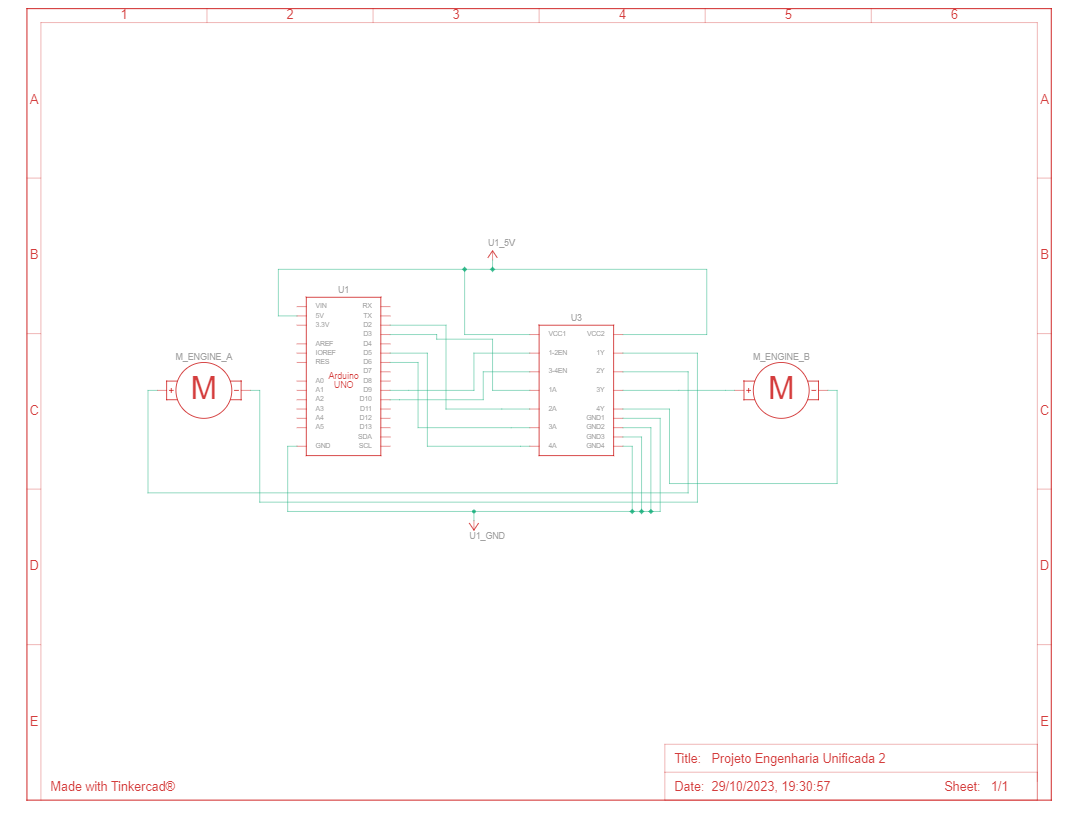 1 2 3 4 5 6
A A
B B
C C
D D
E E
U1_5V
U1
VIN RX
5V TX
3.3V D2
D3
AREF D4
IOREF D5
RES D6
D7
A0 D8
A1 D9
A2 D10
A3 D11
A4 D12
A5 D13
SDA
GND SCL
Arduino
UNO
U3
VCC1 VCC2
1-2EN 1Y
3-4EN 2Y
1A 3Y
2A 4Y
GND1
3A GND2
GND3
4A GND4
M_ENGINE_A
+ M -
M_ENGINE_B
+ M -
U1_GND
Title: Projeto Engenharia Unificada 2
Made with Tinkercad®
Date: 29/10/2023, 19:30:57 Sheet: 1/1